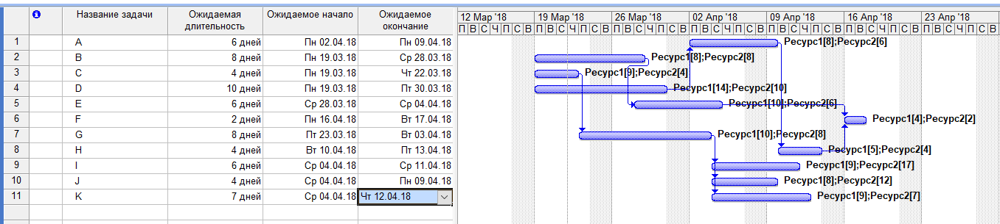 Название задачи Ожидаемая длительность Ожидаемое начало Ожидаемое окончание
12 Мар '18 19 Мар '18 26 Мар '18 02 Апр '18 09 Апр '18 16 Апр '18 23 Апр '18
П В С Ч П С В П В С Ч П С В П В С Ч П С В П В С Ч П С В П В С Ч П С В П В С Ч П С В П В С Ч П С В
1 A 6 дней Пн 02.04.18 Пн 09.04.18 Ресурс1[8];Ресурс2[6]
2 B 8 дней Пн 19.03.18 Ср 28.03.18 Ресурс1[8];Ресурс2[8]
3 C 4 дней Пн 19.03.18 Чт 22.03.18 Ресурс1[9];Ресурс2[4]
4 D 10 дней Пн 19.03.18 Пт 30.03.18 Ресурс1[14];Ресурс2[10]
5 E 6 дней Ср 28.03.18 Ср 04.04.18 Ресурс1[10];Ресурс2[6]
6 F 2 дней Пн 16.04.18 Вт 17.04.18 Ресурс1[4];Ресурс2[2]
7 G 8 дней Пт 23.03.18 Вт 03.04.18 Ресурс1[10];Ресурс2[8]
8 H 4 дней Вт 10.04.18 Пт 13.04.18 Ресурс1[5];Ресурс2[4]
9 I 6 дней Ср 04.04.18 Ср 11.04.18 Ресурс1[9];Ресурс2[17]
10 J 4 дней Ср 04.04.18 Пн 09.04.18 Ресурс1[8];Ресурс2[12]
11 K 7 дней Ср 04.04.18 Чт 12.04.18 Ресурс1[9];Ресурс2[7]